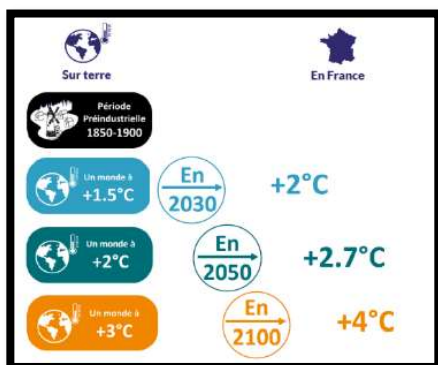 Sur terre
En France
Période
Préindustrielle
1850-1900
Un monde à
+1.5°C
En
2030
+2°C
Un monde à
+2°C
En
2050
+2.7°C
Un monde à
+3°C
En
2100
+4°C